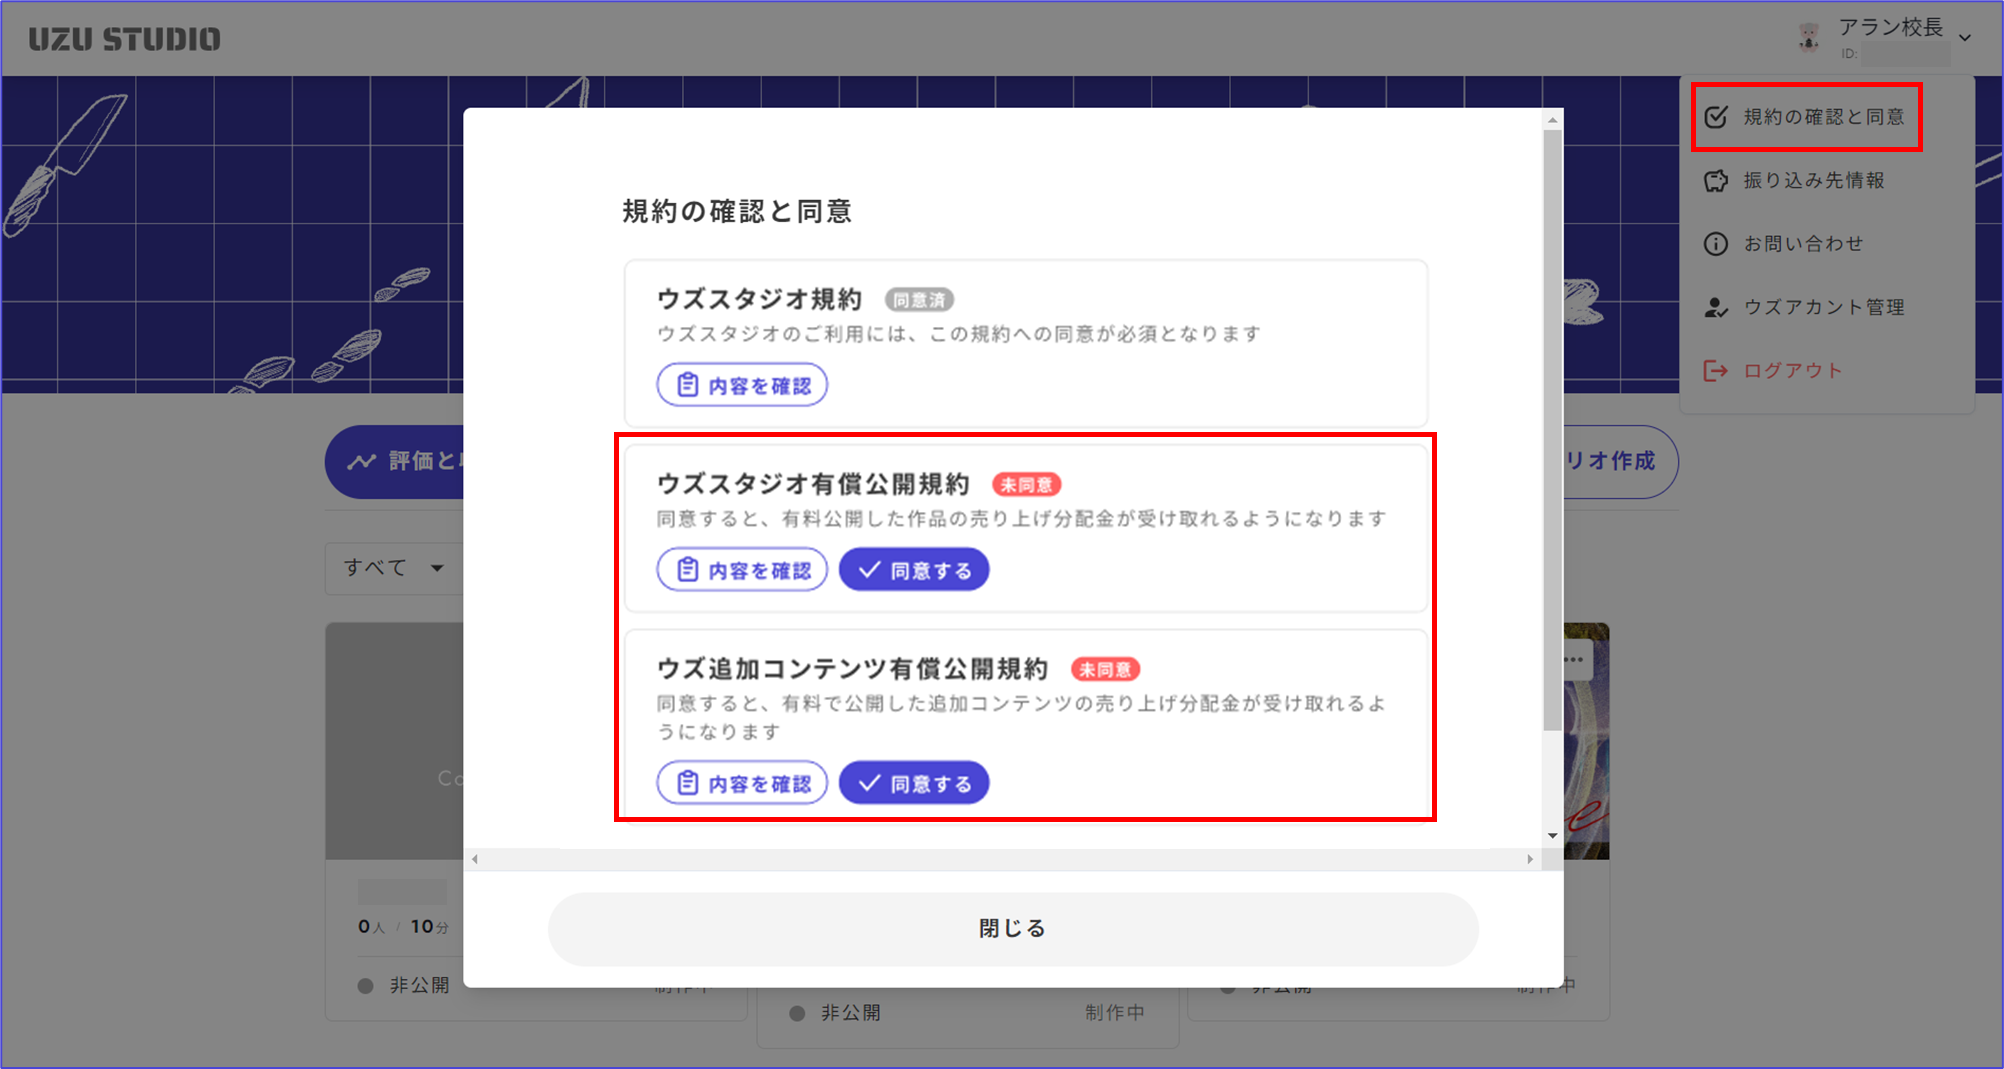 UZU STUDIO
アラン校長
ID:
規約の確認と同意
振り込み先情報
お問い合わせ
ウズアカント管理
ログアウト
規約の確認と同意
ウズスタジオ規約 同意済
ウズスタジオのご利用には、この規約への同意が必須となります
内容を確認
ウズスタジオ有償公開規約 未同意
同意すると、有料公開した作品の売り上げ分配金が受け取れるようになります
内容を確認 同意する
ウズ追加コンテンツ有償公開規約 未同意
同意すると、有料で公開した追加コンテンツの売り上げ分配金が受け取れるよ
うになります
内容を確認 同意する
閉じる
評価と
リオ作成
すべて
Co
0人 / 10分
非公開 制作中
非公開 制作中
非公開 制作中